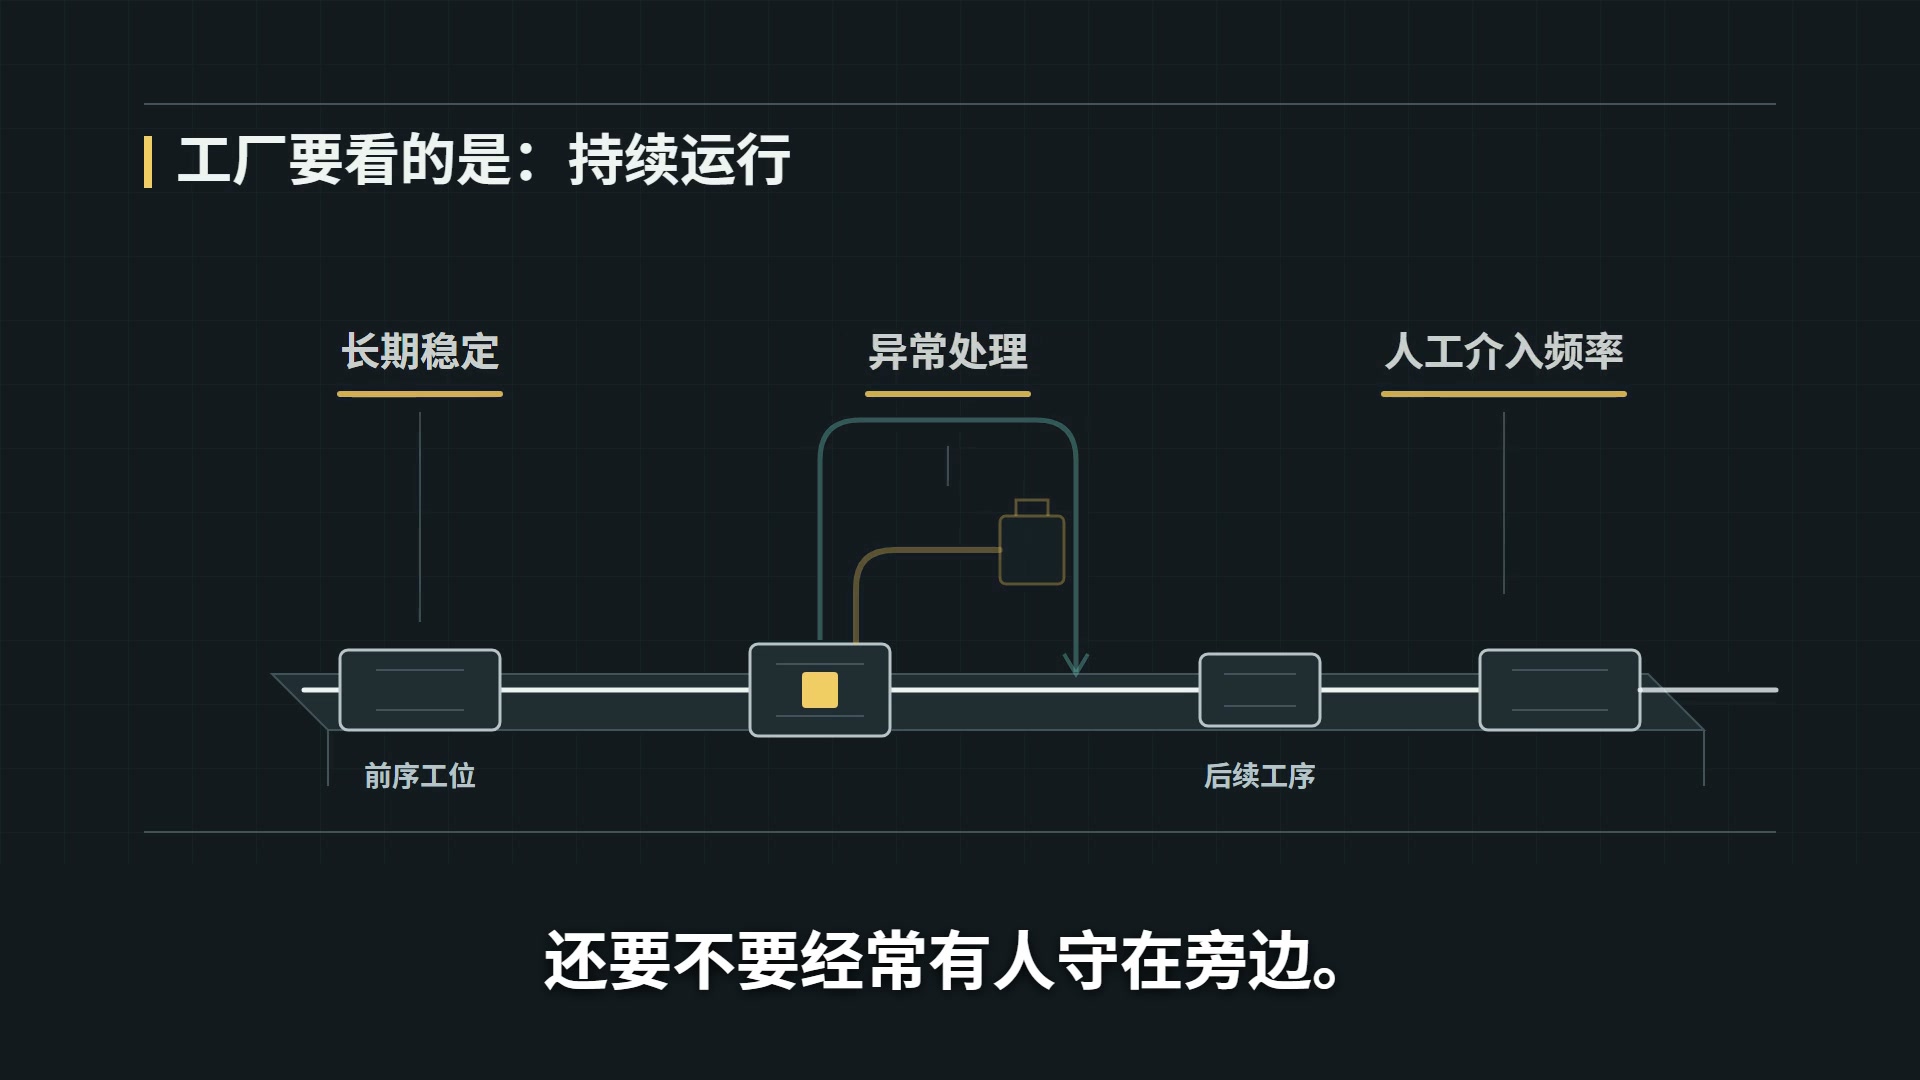 工厂要看的是：持续运行
长期稳定
异常处理
人工介入频率
前序工位
后续工序
还要不要经常有人守在旁边。